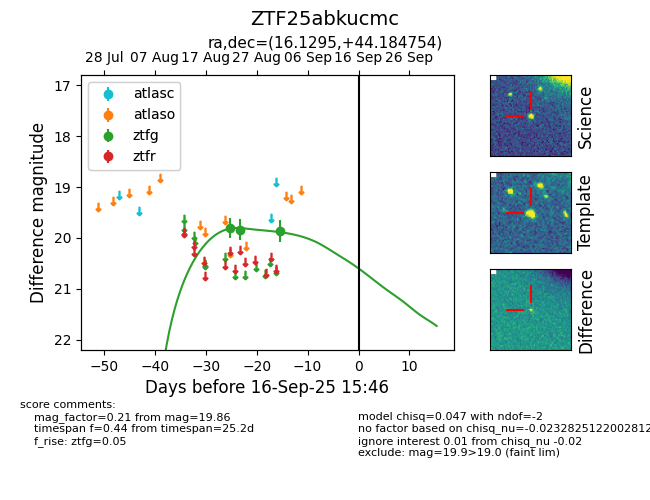 ZTF25abkucmc
ra,dec=(16.1295,+44.184754)
28 Jul 07 Aug 17 Aug 27 Aug 06 Sep 16 Sep 26 Sep
17
18
19
20
21
22
Difference magnitude
atlasc
atlaso
ztfg
ztfr
−50 −40 −30 −20 −10 0 10
Days before 16-Sep-25 15:46
Science
Template
Difference
score comments:
mag_factor=0.21 from mag=19.86
timespan f=0.44 from timespan=25.2d
f_rise: ztfg=0.05
model chisq=0.047 with ndof=-2
no factor based on chisq_nu=-0.0232825122002812
ignore interest 0.01 from chisq_nu -0.02
exclude: mag=19.9>19.0 (faint lim)